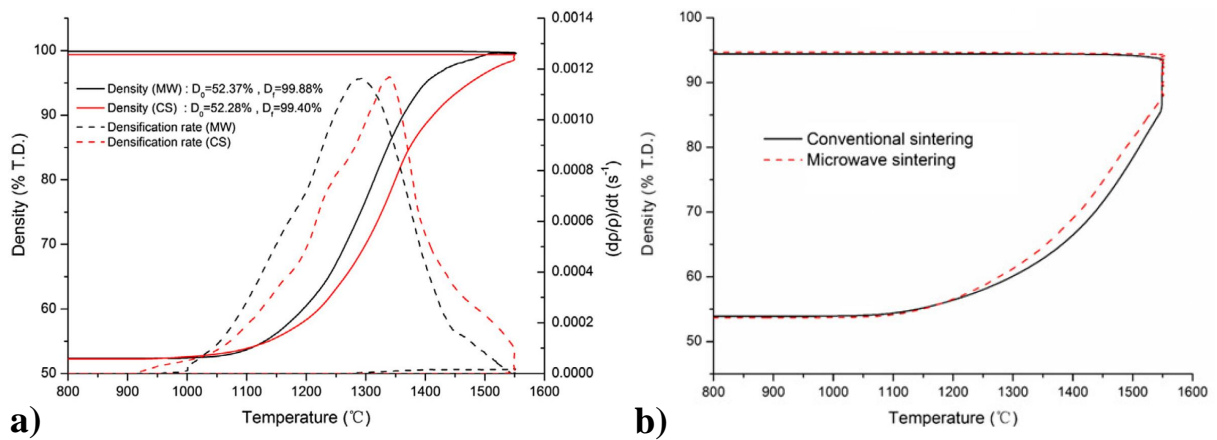 100
90
80
70
60
50
Density (% T.D.)
800 900 1000 1100 1200 1300 1400 1500 1600
Temperature (℃)
0.0014
0.0012
0.0010
0.0008
0.0006
0.0004
0.0002
0.0000
(dρ/ρ)/dt (s⁻¹)
Density (MW) : D₀=52.37% , D_f=99.88%
Density (CS) : D₀=52.28% , D_f=99.40%
Densification rate (MW)
Densification rate (CS)
a)
100
90
80
70
60
50
Density (% T.D.)
Conventional sintering
Microwave sintering
800 900 1000 1100 1200 1300 1400 1500 1600
Temperature (℃)
b)